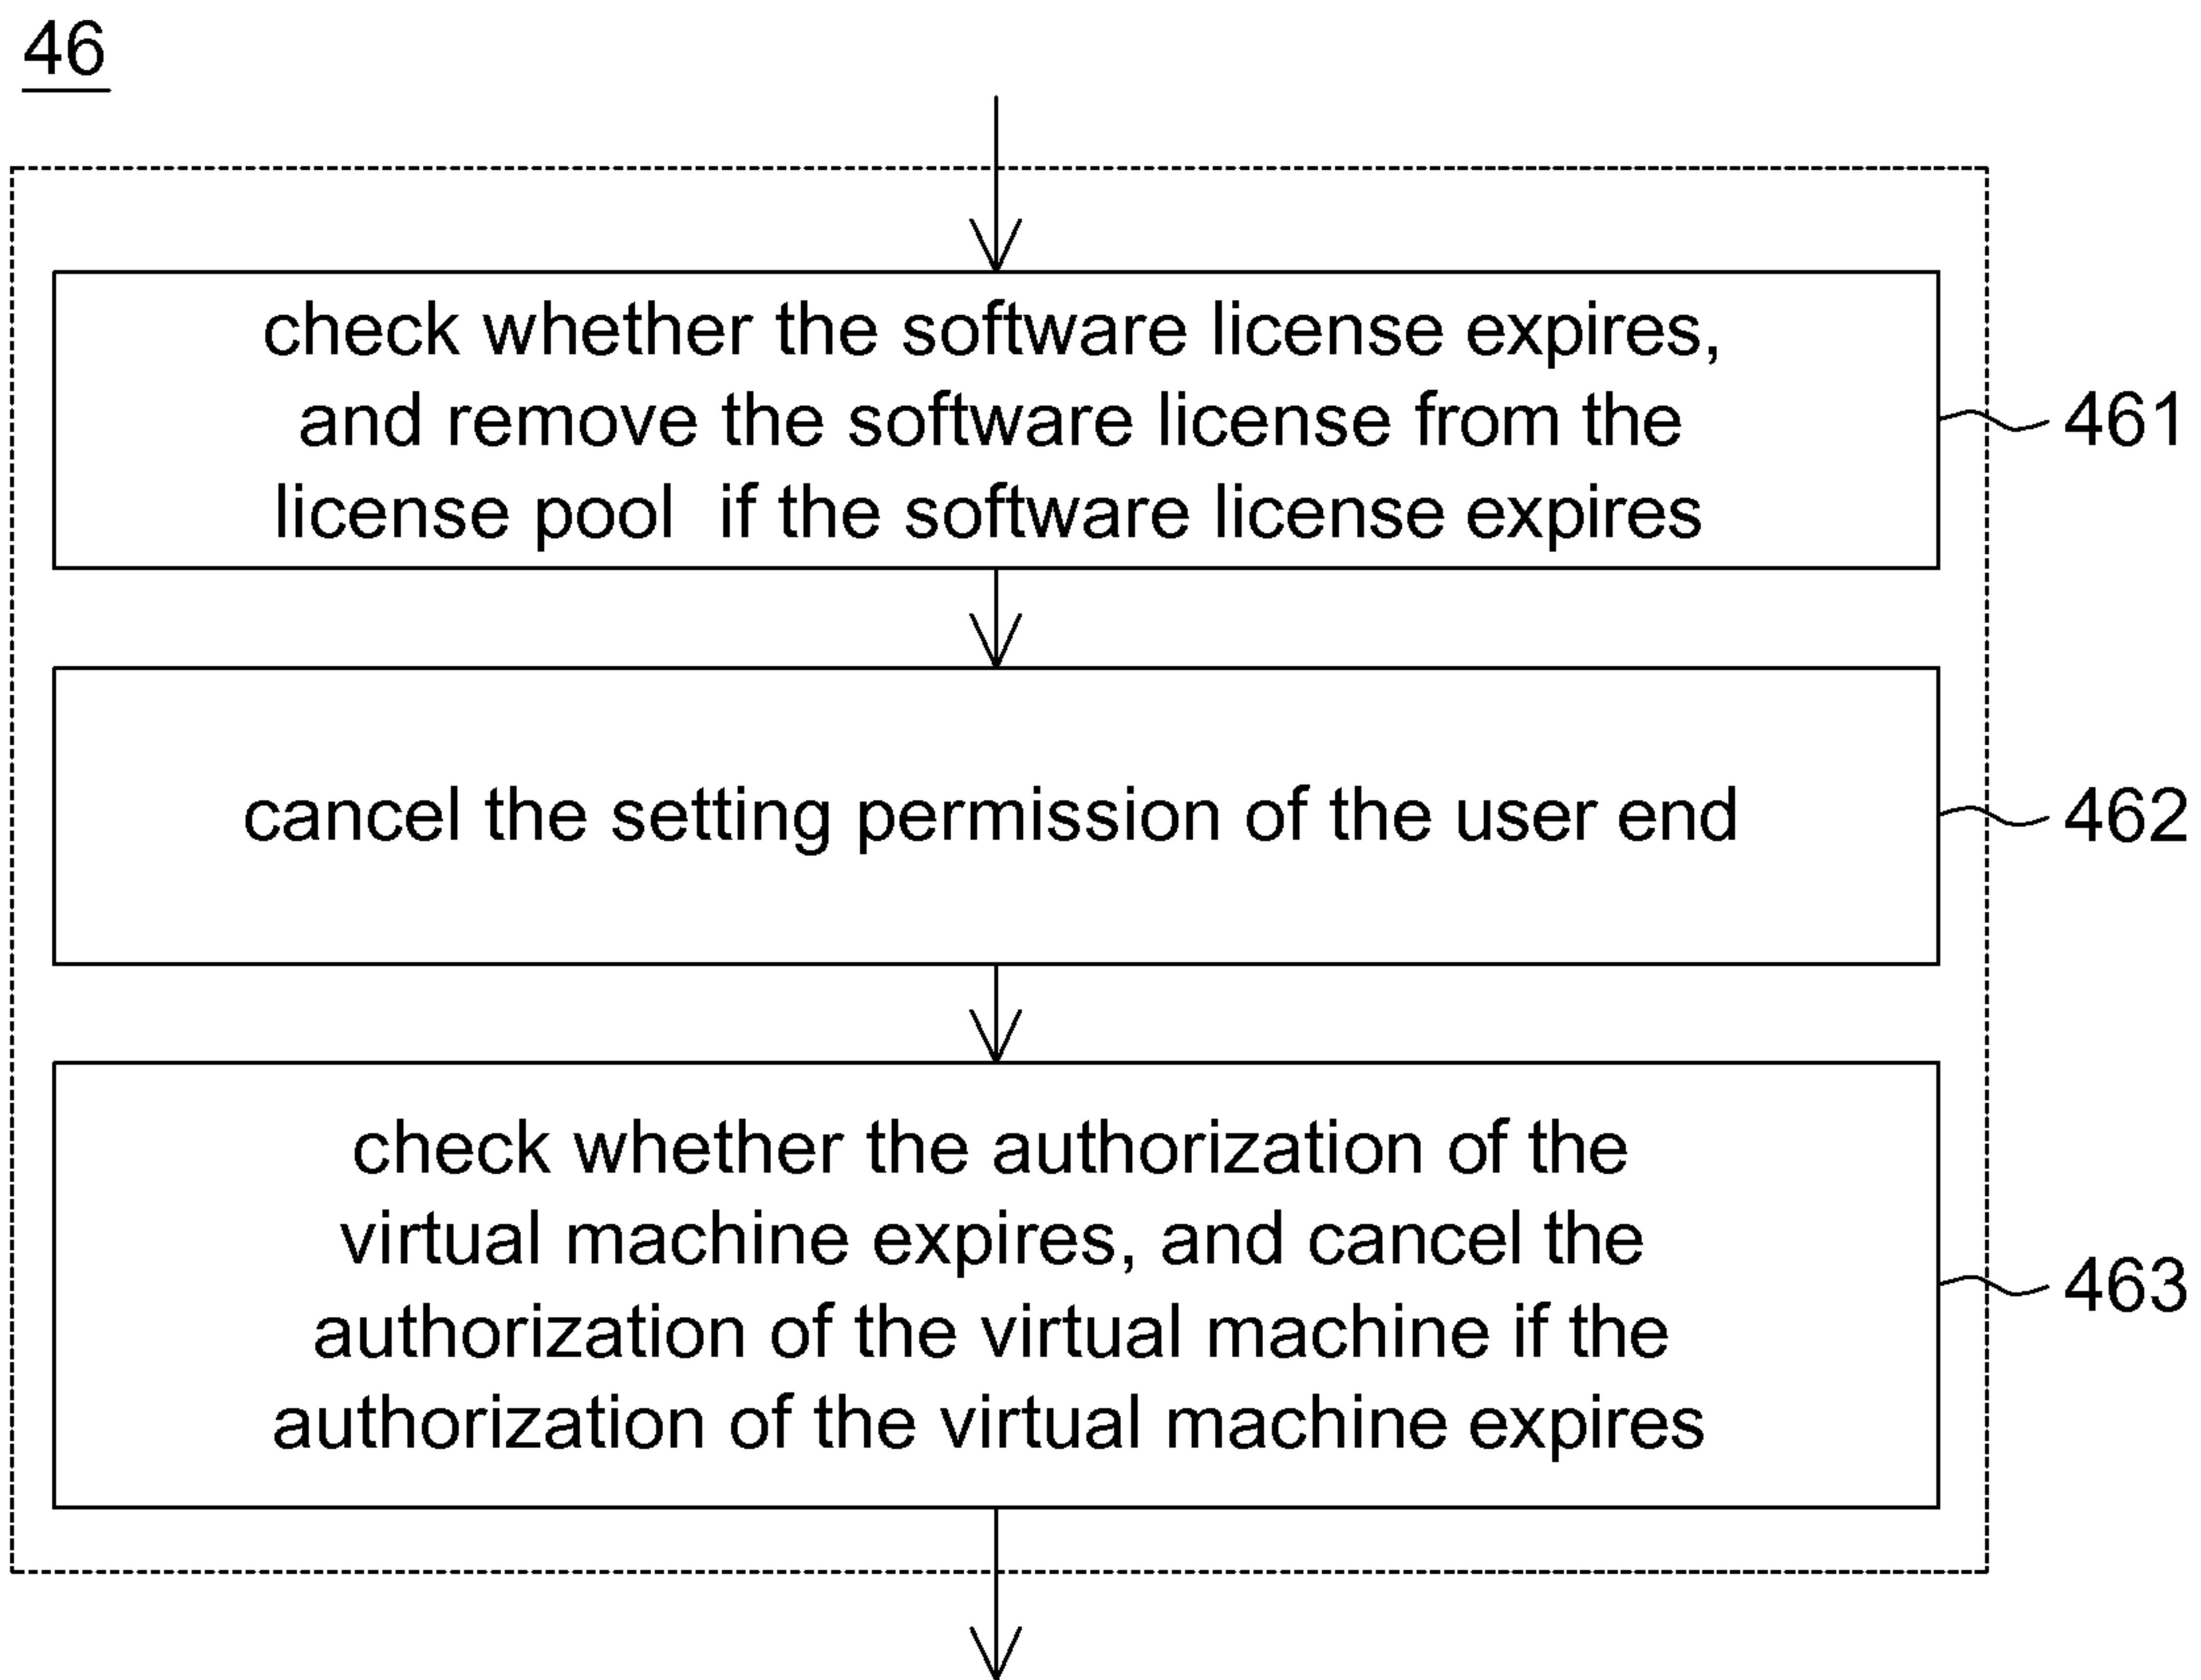 46
check whether the software license expires,
and remove the software license from the
license pool  if the software license expires
461
cancel the setting permission of the user end
462
check whether the authorization of the
virtual machine expires, and cancel the
authorization of the virtual machine if the
authorization of the virtual machine expires
463